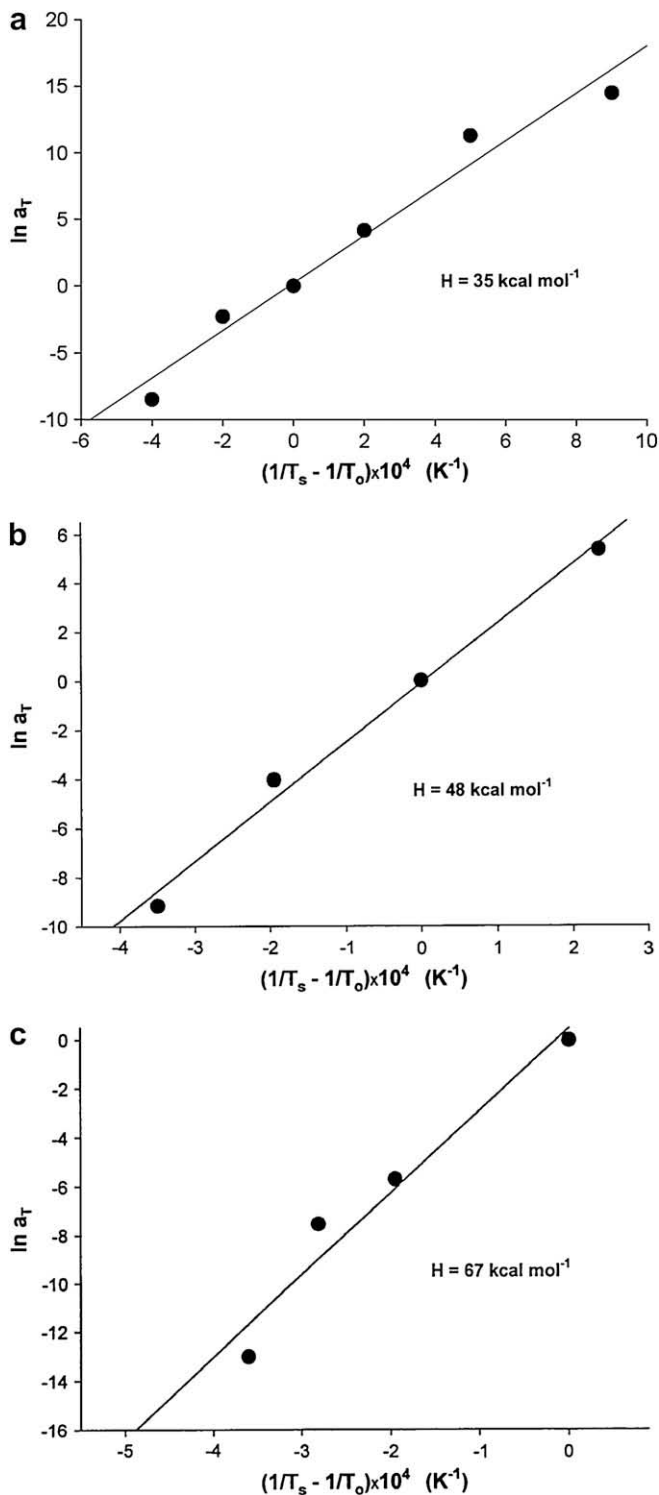 a
20
15
10
5
0
-5
-10
ln a_T
H = 35 kcal mol⁻¹
-6 -4 -2 0 2 4 6 8 10
(1/T_s - 1/T_o)×10⁴ (K⁻¹)
b
6
4
2
0
-2
-4
-6
-8
-10
ln a_T
H = 48 kcal mol⁻¹
-4 -3 -2 -1 0 1 2 3
(1/T_s - 1/T_o)×10⁴ (K⁻¹)
c
0
-2
-4
-6
-8
-10
-12
-14
-16
ln a_T
H = 67 kcal mol⁻¹
-5 -4 -3 -2 -1 0
(1/T_s - 1/T_o)×10⁴ (K⁻¹)